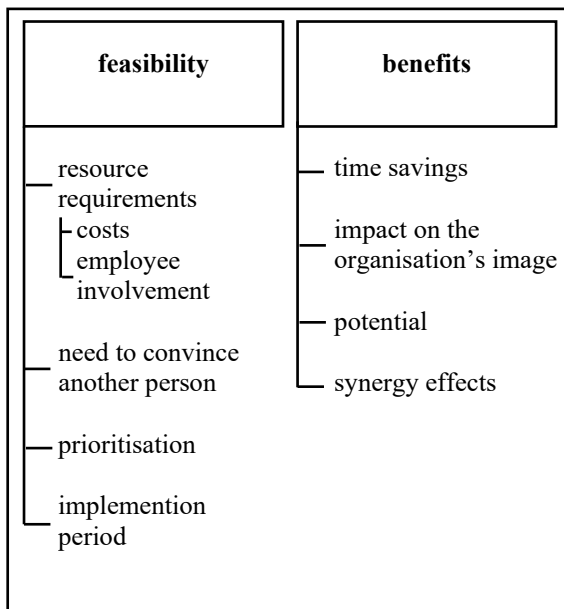 feasibility
resource
requirements
costs
employee
involvement
need to convince
another person
prioritisation
implemention
period
benefits
time savings
impact on the
organisation’s image
potential
synergy effects